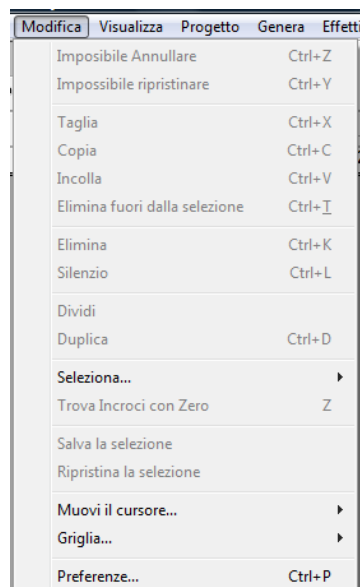 Modifica Visualizza Progetto Genera Effetti
Imposibile Annullare Ctrl+Z
Impossibile ripristinare Ctrl+Y
Taglia Ctrl+X
Copia Ctrl+C
Incolla Ctrl+V
Elimina fuori dalla selezione Ctrl+T
Elimina Ctrl+K
Silenzio Ctrl+L
Dividi
Duplica Ctrl+D
Seleziona...
Trova Incroci con Zero Z
Salva la selezione
Ripristina la selezione
Muovi il cursore...
Griglia...
Preferenze... Ctrl+P